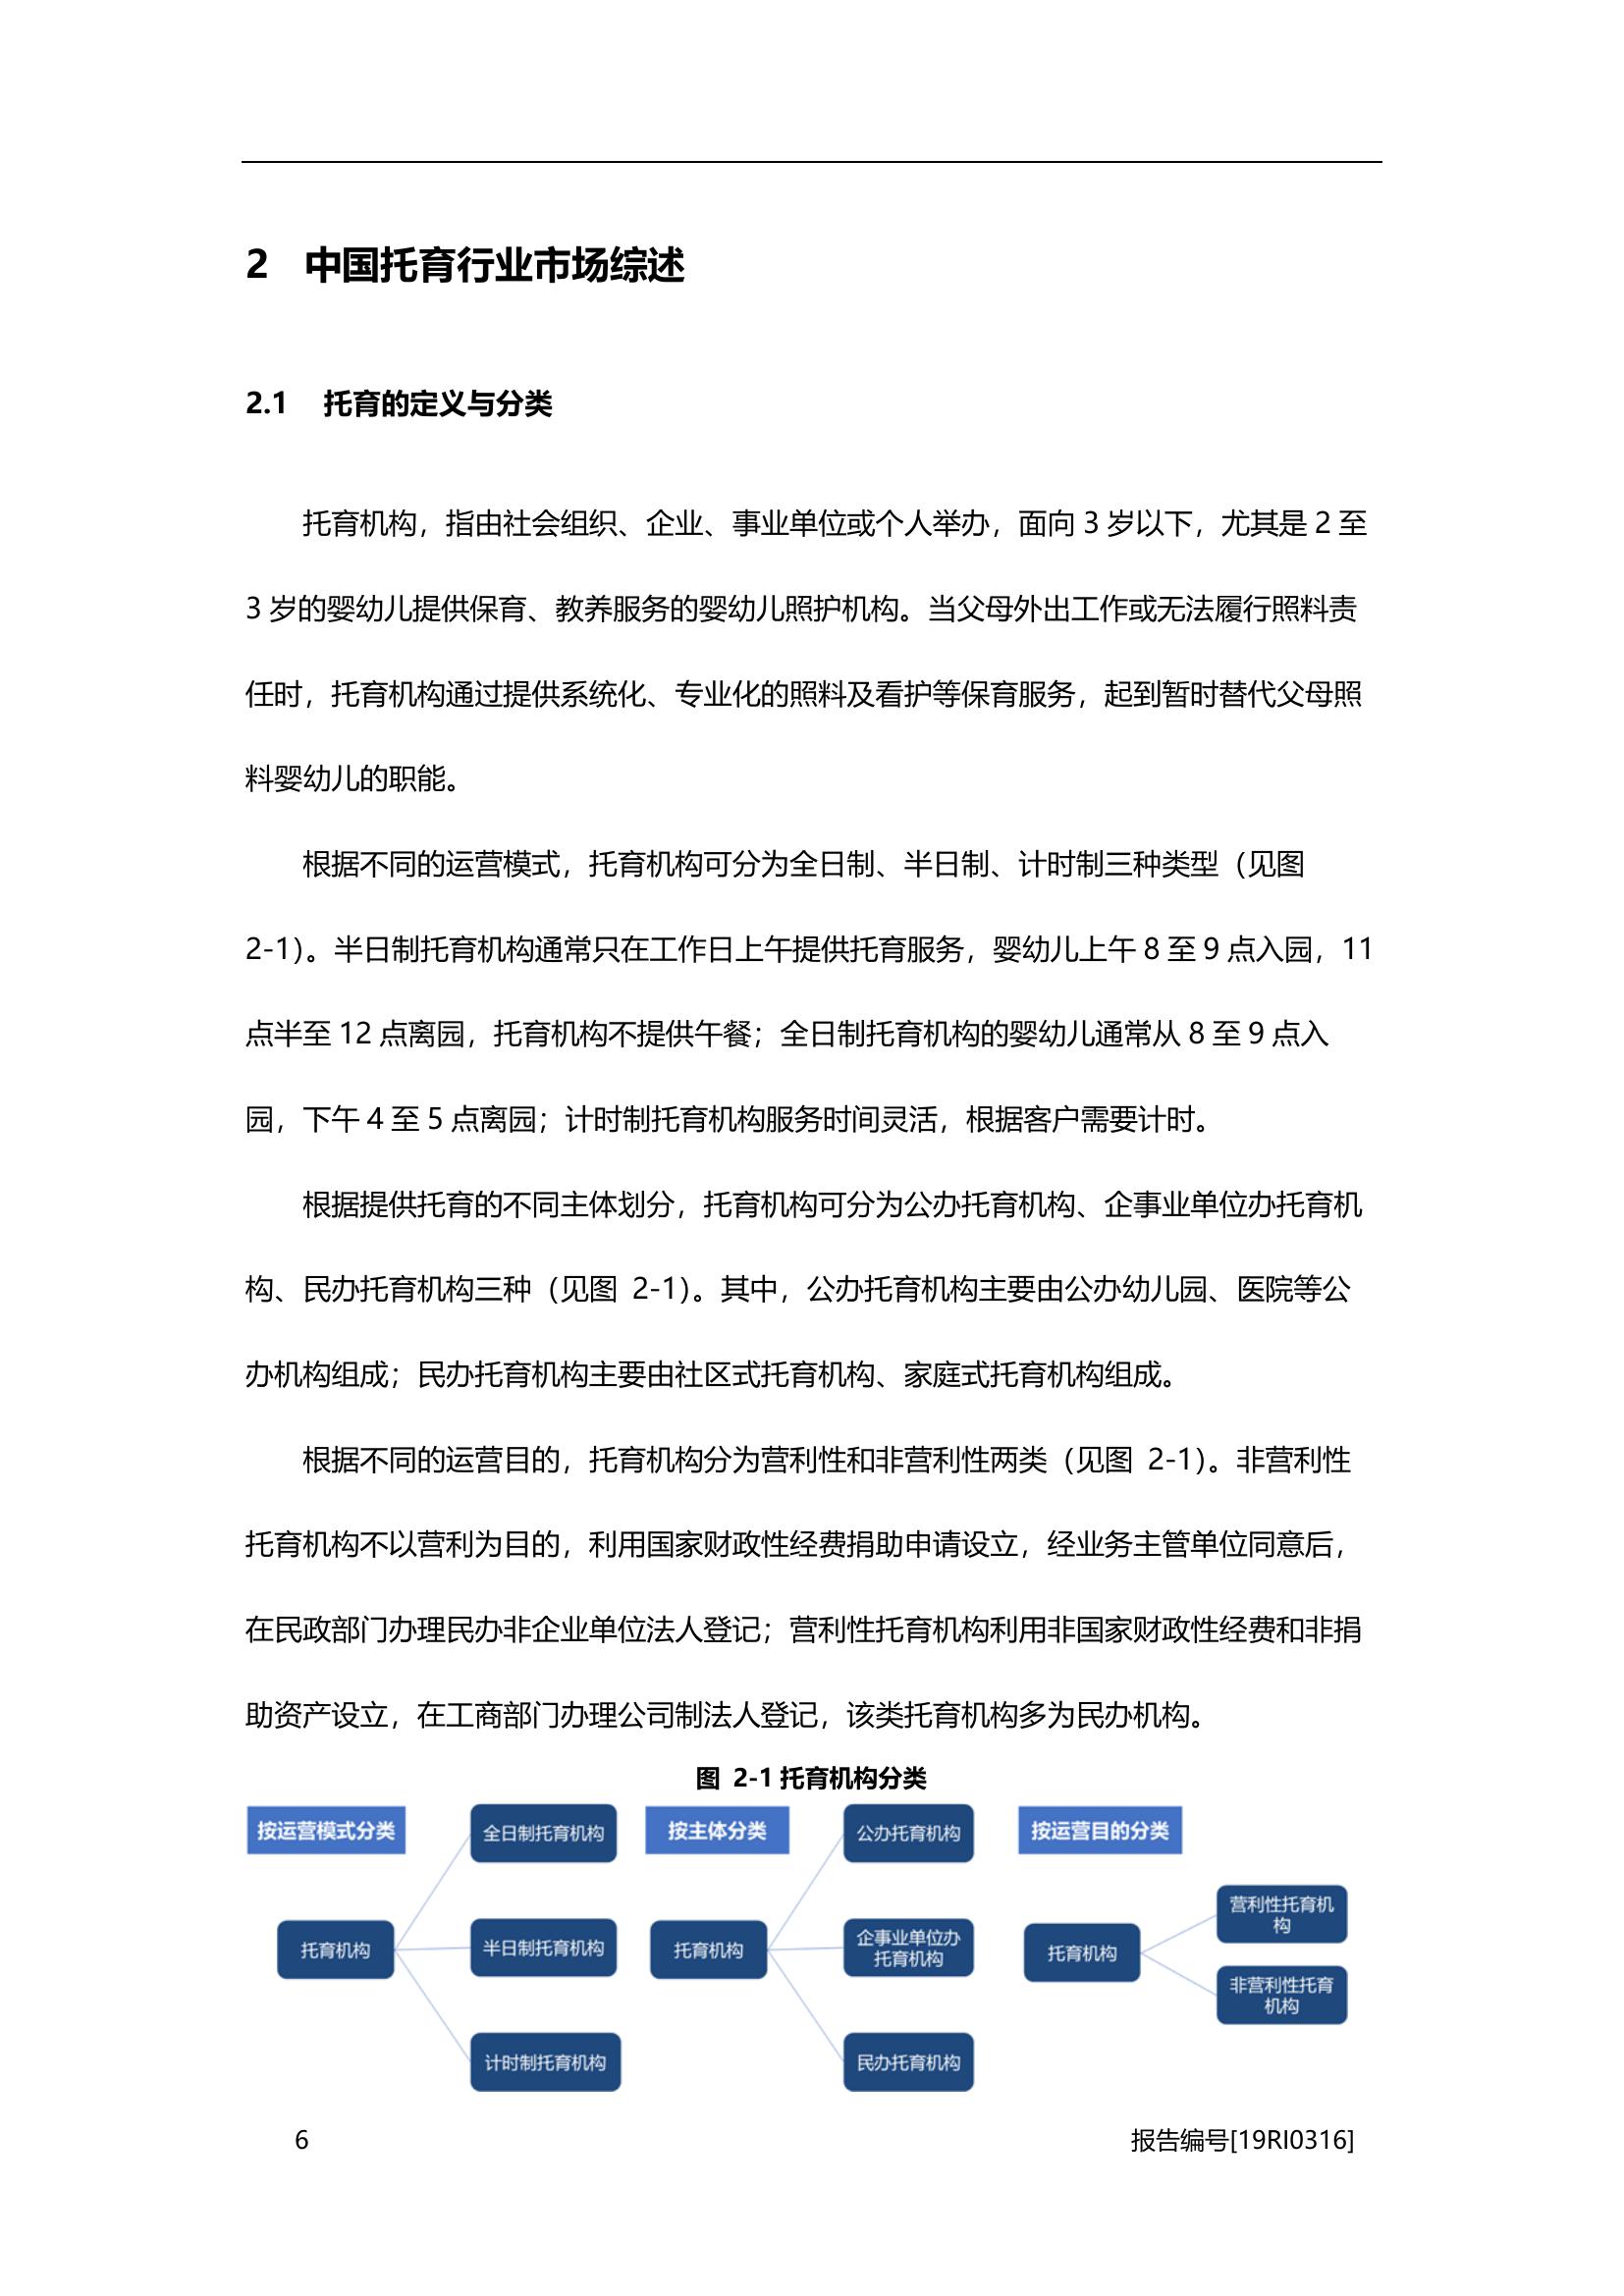 2 中国托育行业市场综述
2.1 托育的定义与分类
托育机构，指由社会组织、企业、事业单位或个人举办，面向 3 岁以下，尤其是 2 至
3 岁的婴幼儿提供保育、教养服务的婴幼儿照护机构。当父母外出工作或无法履行照料责
任时，托育机构通过提供系统化、专业化的照料及看护等保育服务，起到暂时替代父母照
料婴幼儿的职能。
根据不同的运营模式，托育机构可分为全日制、半日制、计时制三种类型（见图
2-1）。半日制托育机构通常只在工作日上午提供托育服务，婴幼儿上午 8 至 9 点入园，11
点半至 12 点离园，托育机构不提供午餐；全日制托育机构的婴幼儿通常从 8 至 9 点入
园，下午 4 至 5 点离园；计时制托育机构服务时间灵活，根据客户需要计时。
根据提供托育的不同主体划分，托育机构可分为公办托育机构、企事业单位办托育机
构、民办托育机构三种（见图 2-1）。其中，公办托育机构主要由公办幼儿园、医院等公
办机构组成；民办托育机构主要由社区式托育机构、家庭式托育机构组成。
根据不同的运营目的，托育机构分为营利性和非营利性两类（见图 2-1）。非营利性
托育机构不以营利为目的，利用国家财政性经费捐助申请设立，经业务主管单位同意后，
在民政部门办理民办非企业单位法人登记；营利性托育机构利用非国家财政性经费和非捐
助资产设立，在工商部门办理公司制法人登记，该类托育机构多为民办机构。
图 2-1 托育机构分类
按运营模式分类
托育机构
全日制托育机构
半日制托育机构
计时制托育机构
按主体分类
托育机构
公办托育机构
企事业单位办
托育机构
民办托育机构
按运营目的分类
托育机构
营利性托育机
构
非营利性托育
机构
6
报告编号[19RI0316]